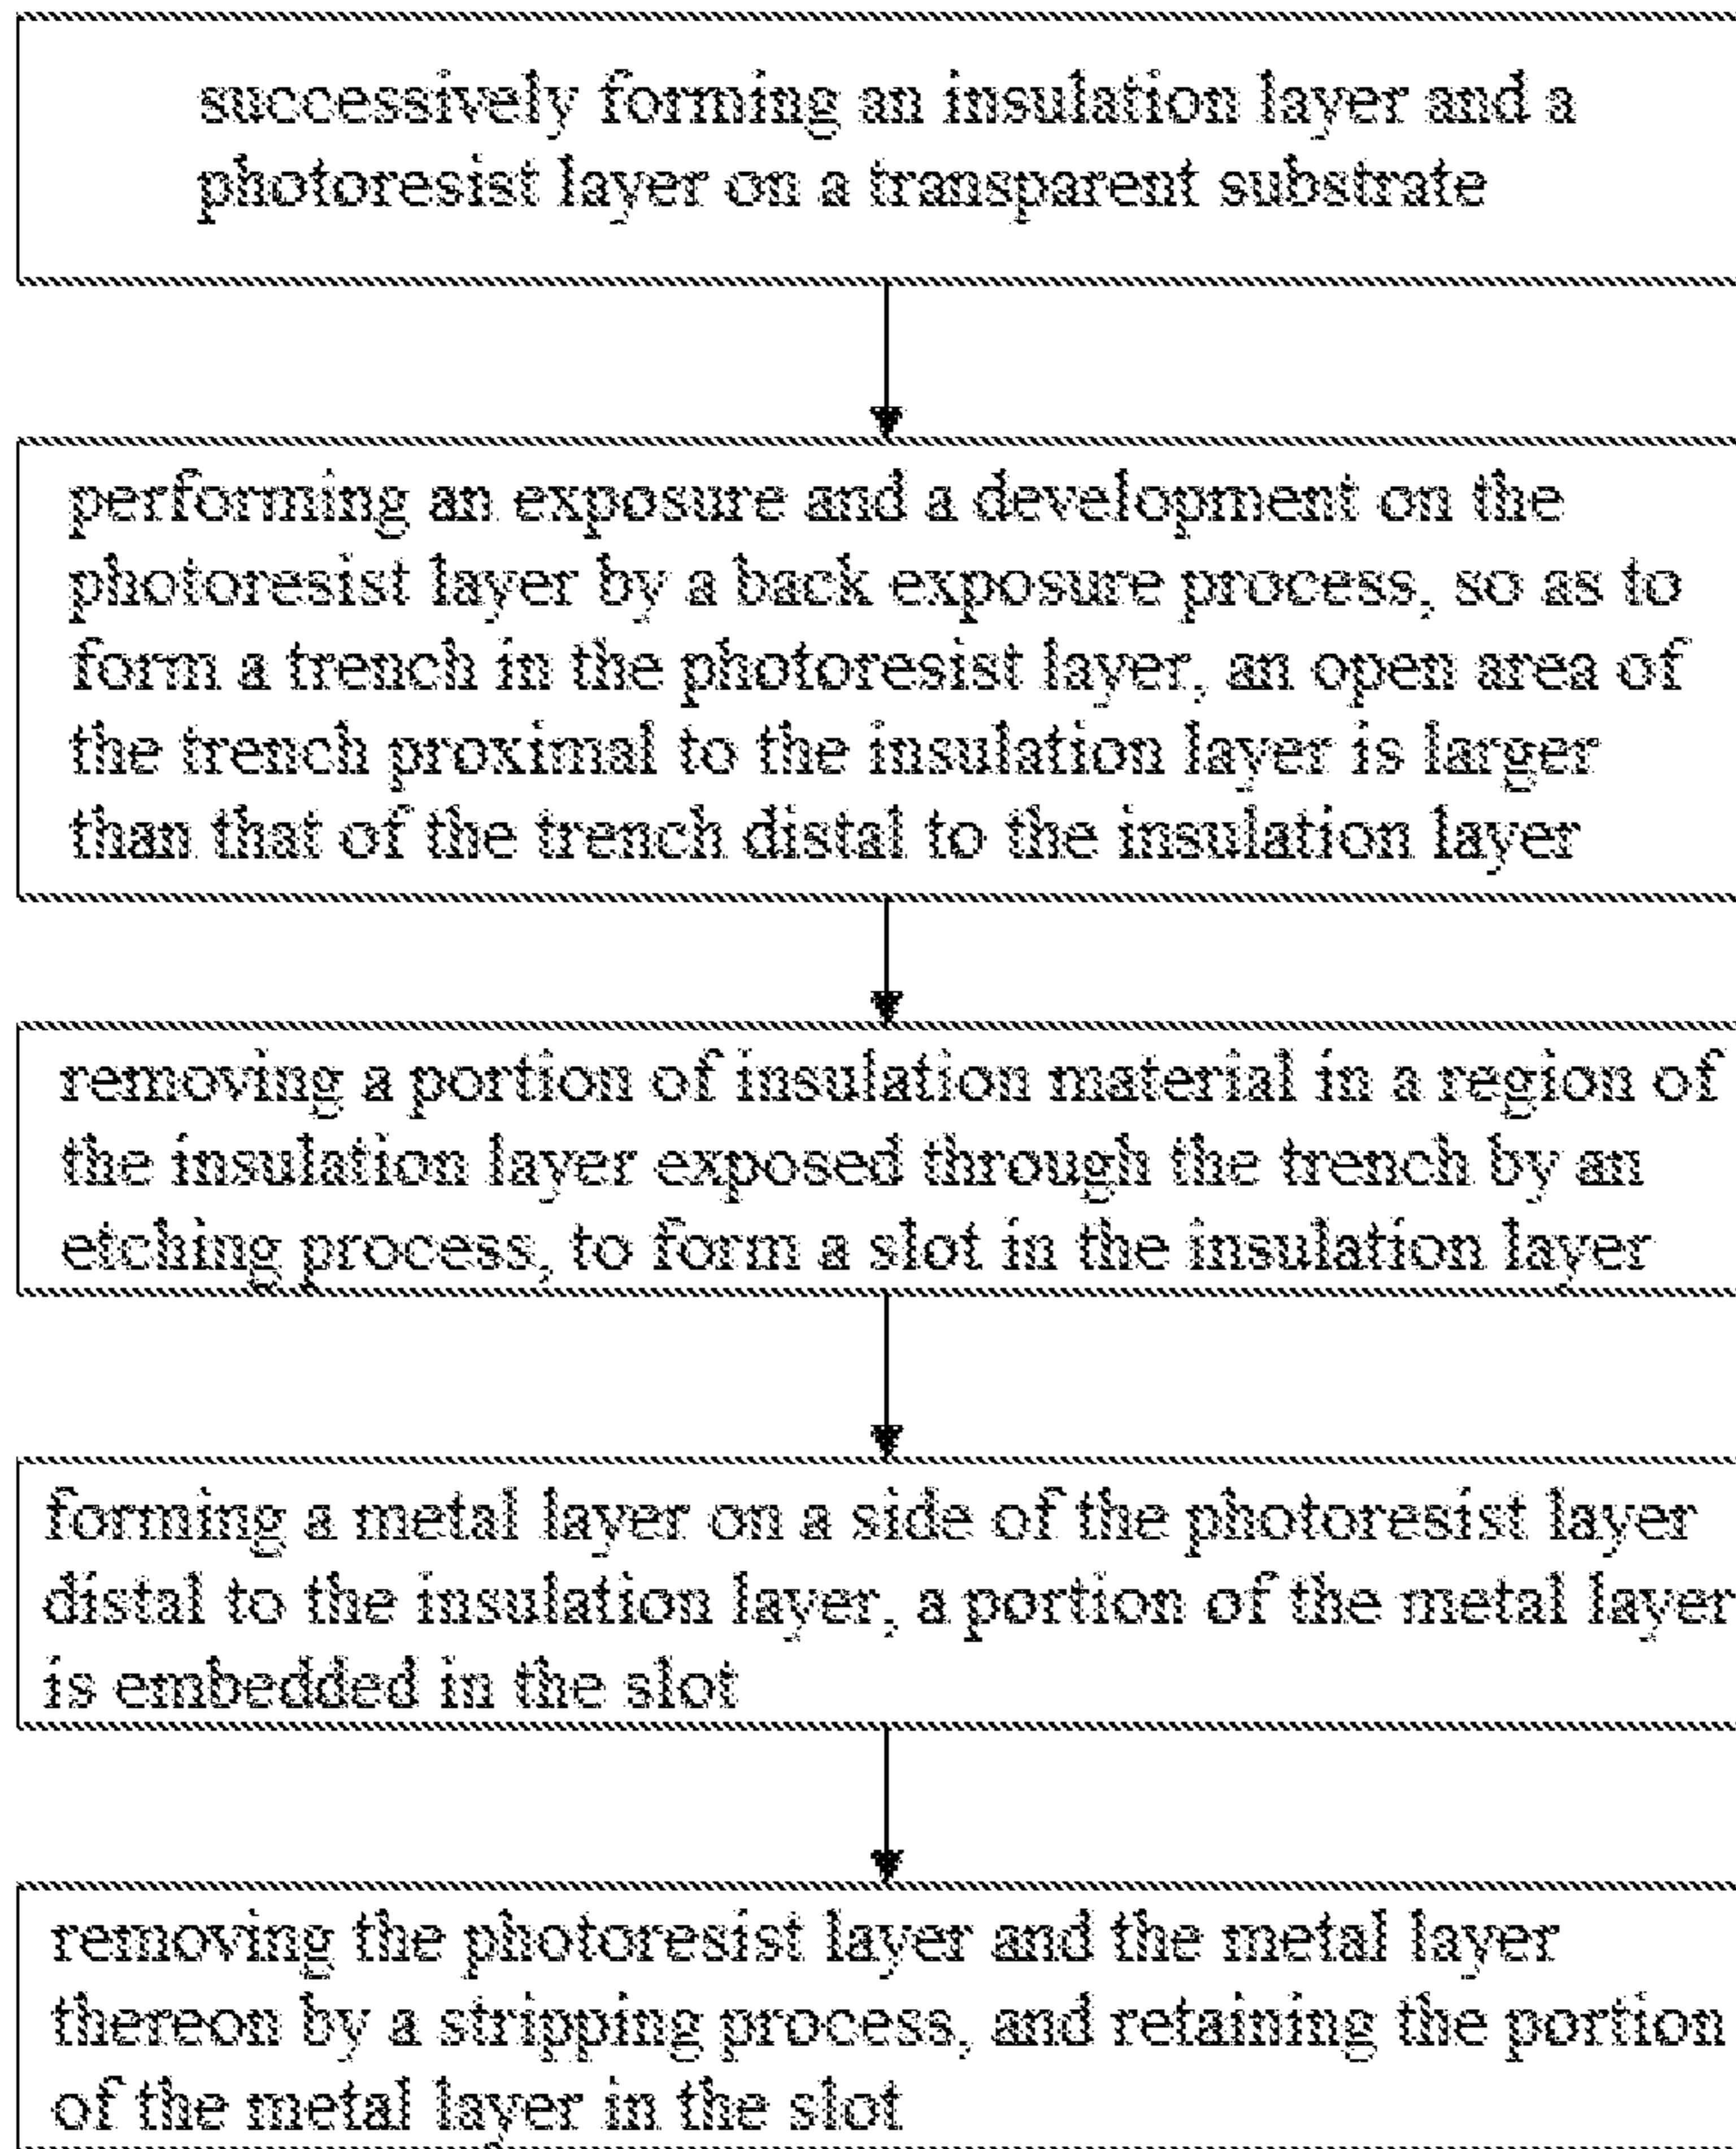 successively forming an insulation layer and a
photoresist layer on a transparent substrate
performing an exposure and a development on the
photoresist layer by a back exposure process, so as to
form a trench in the photoresist layer, an open area of
the trench proximal to the insulation layer is larger
than that of the trench distal to the insulation layer
removing a portion of insulation material in a region of
the insulation layer exposed through the trench by an
etching process, to form a slot in the insulation layer
forming a metal layer on a side of the photoresist layer
distal to the insulation layer, a portion of the metal layer
is embedded in the slot
removing the photoresist layer and the metal layer
thereon by a stripping process, and retaining the portion
of the metal layer in the slot